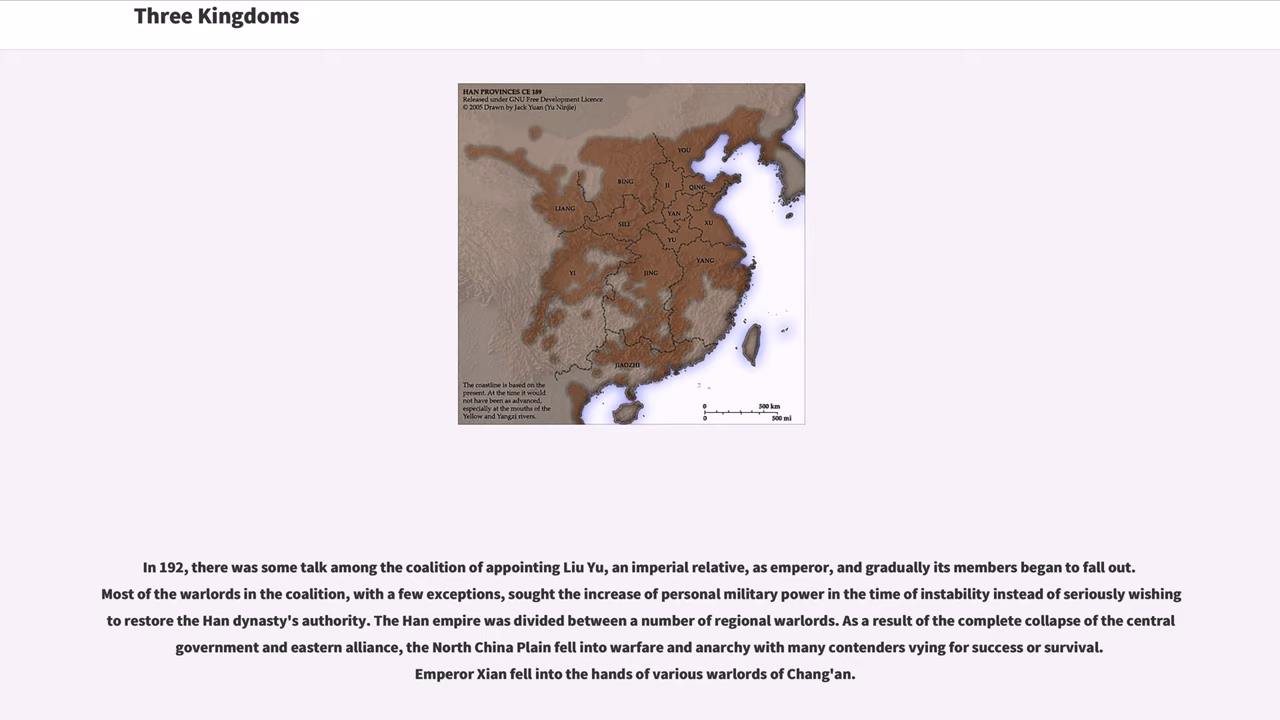 Three Kingdoms
HAN PROVINCES CE 189
Released under GNU Free Development Licence
© 2005 Drawn by Jack Yuan (Yu Ninjie)
YOU
BING
JI
QING
LIANG
YAN
SILI
XU
YU
YANG
YI
JING
JIAOZHI
The coastline is based on the
present. At the time it would
not have been as advanced,
especially at the mouths of the
Yellow and Yangzi rivers.
0 500 km
0 500 mi
In 192, there was some talk among the coalition of appointing Liu Yu, an imperial relative, as emperor, and gradually its members began to fall out.
Most of the warlords in the coalition, with a few exceptions, sought the increase of personal military power in the time of instability instead of seriously wishing
to restore the Han dynasty's authority. The Han empire was divided between a number of regional warlords. As a result of the complete collapse of the central
government and eastern alliance, the North China Plain fell into warfare and anarchy with many contenders vying for success or survival.
Emperor Xian fell into the hands of various warlords of Chang'an.